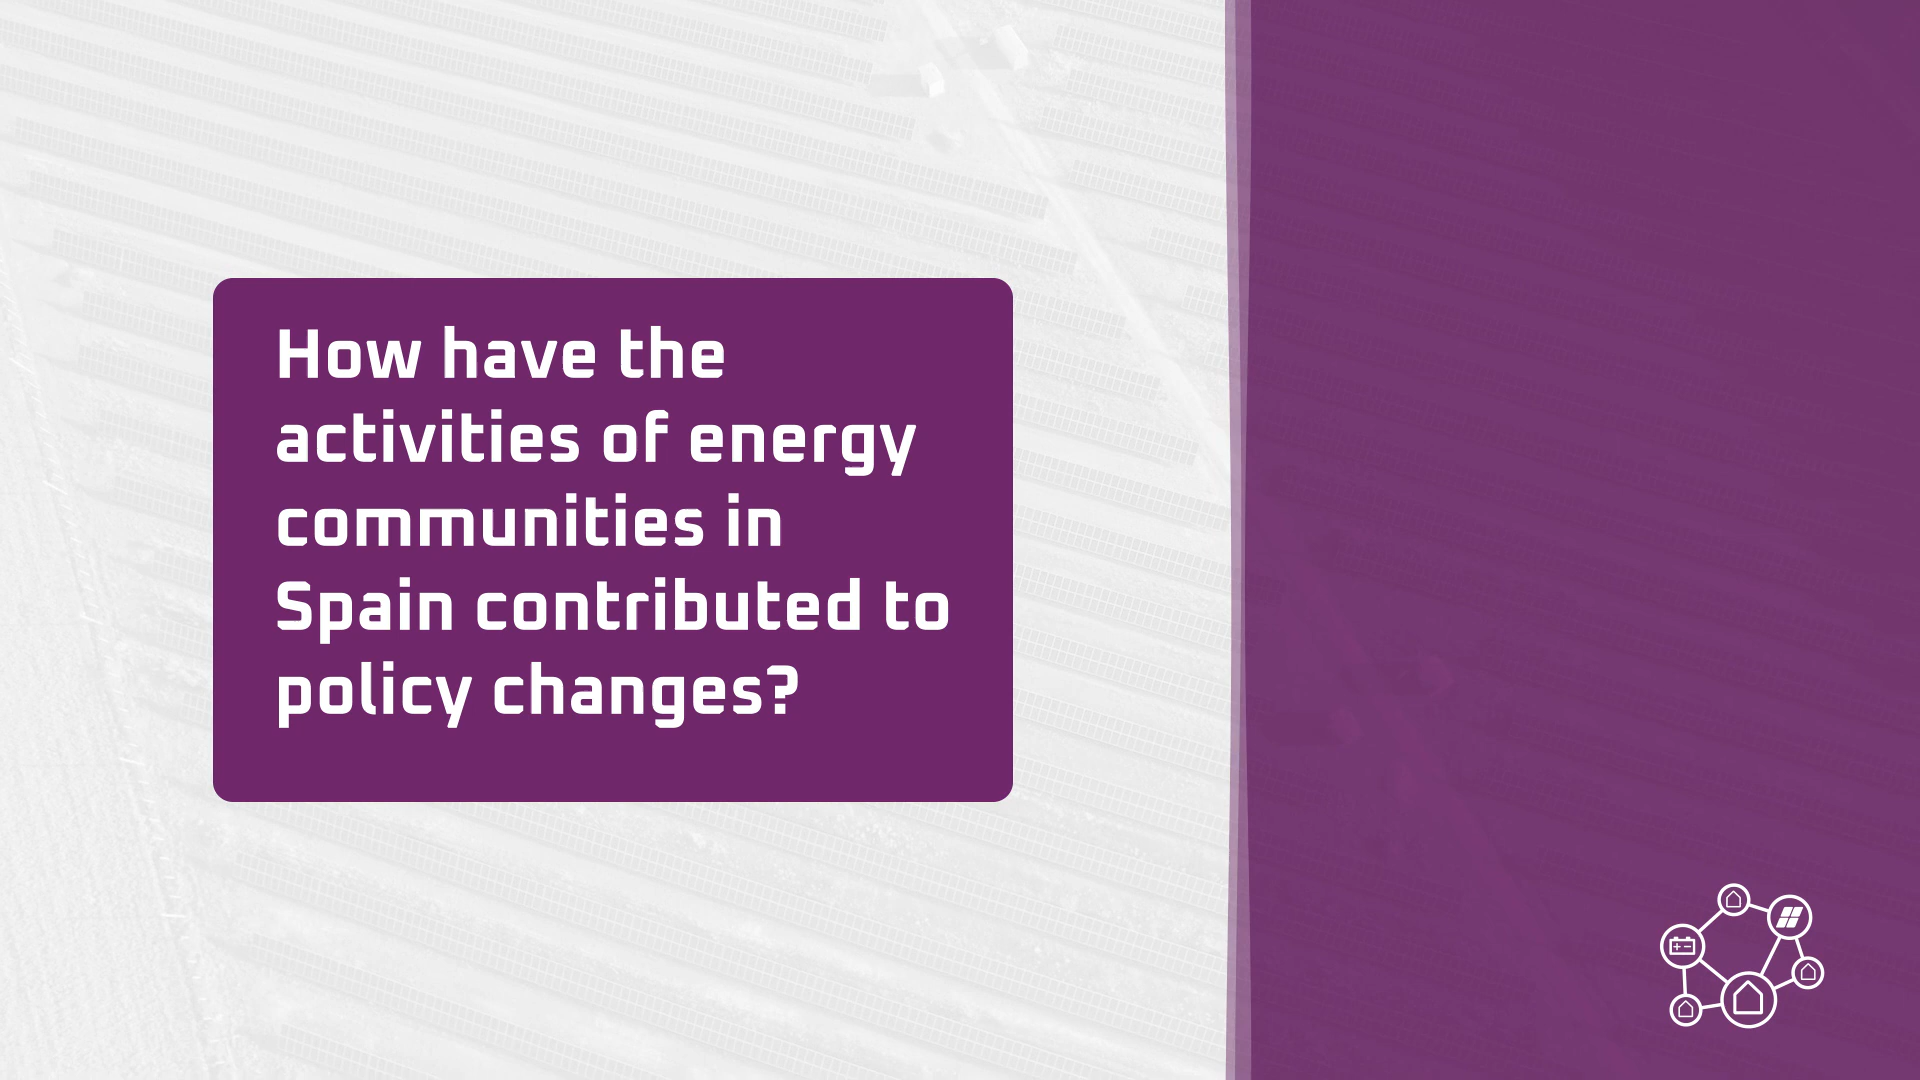 How have the
activities of energy
communities in
Spain contributed to
policy changes?